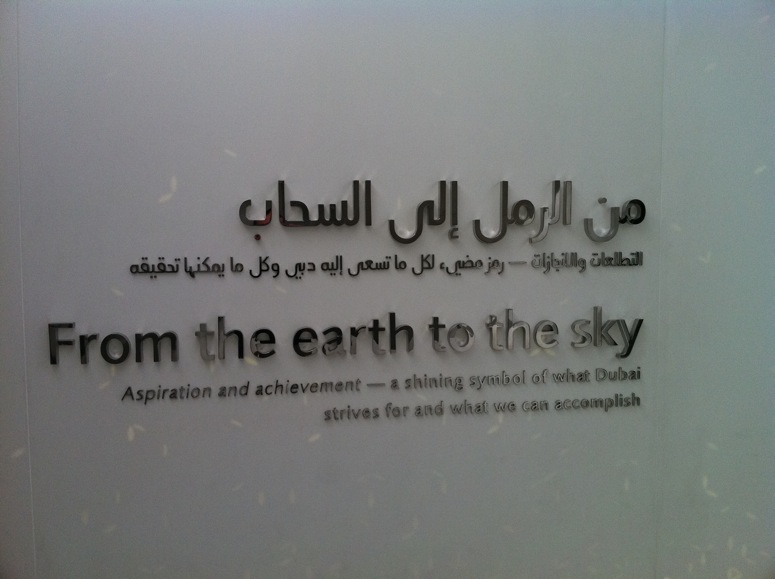 من الرمل إلى السحاب
التطلعات والانجازات — رمز مضيء لكل ما تسعى إليه دبي وكل ما يمكنها تحقيقه
From the earth to the sky
Aspiration and achievement — a shining symbol of what Dubai
strives for and what we can accomplish